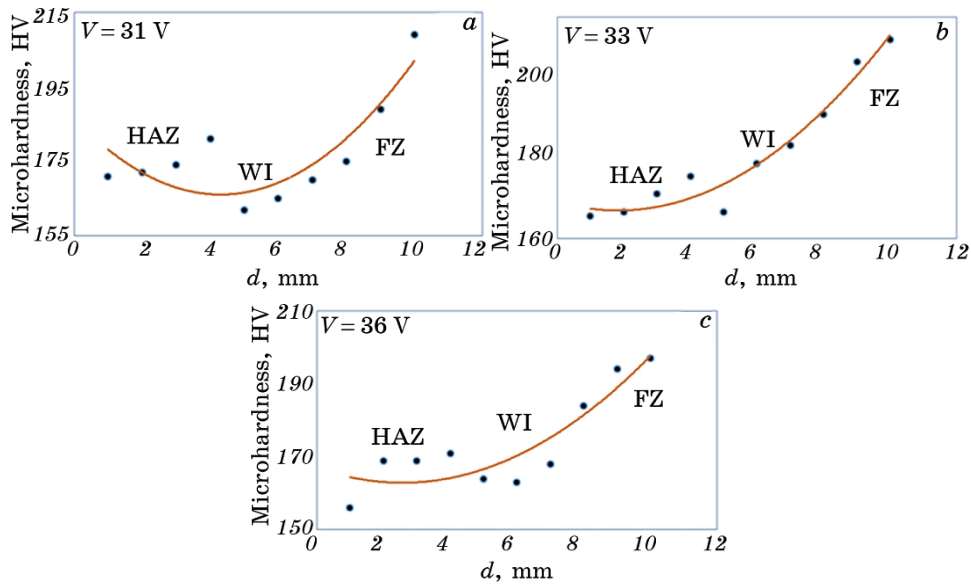 215
195
175
155
Microhardness, HV
V = 31 V
a
HAZ
WI
FZ
0
2
4
6
8
10
12
d, mm
200
180
160
Microhardness, HV
V = 33 V
b
HAZ
WI
FZ
0
2
4
6
8
10
12
d, mm
210
190
170
150
Microhardness, HV
V = 36 V
c
HAZ
WI
FZ
0
2
4
6
8
10
12
d, mm